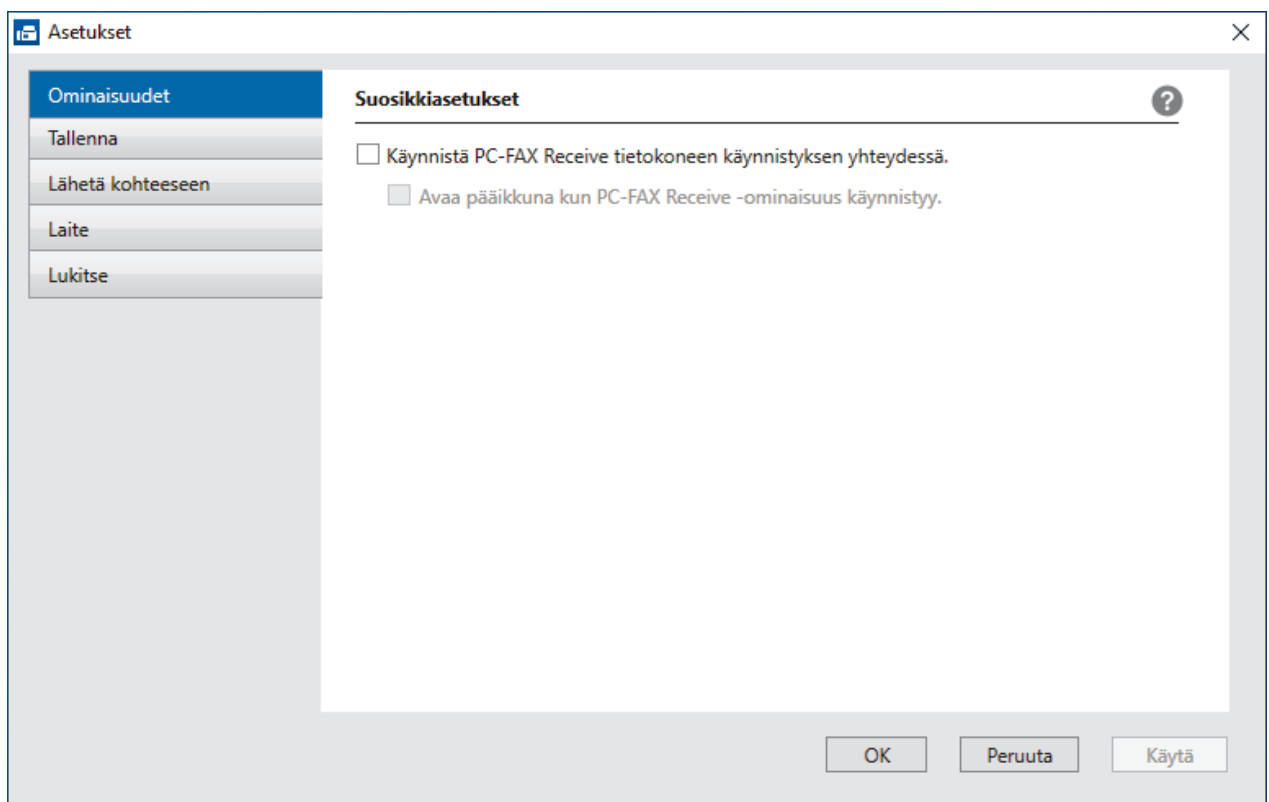 Asetukset
Ominaisuudet
Tallenna
Lähetä kohteeseen
Laite
Lukitse
Suosikkiasetukset
?
Käynnistä PC-FAX Receive tietokoneen käynnistyksen yhteydessä.
Avaa pääikkuna kun PC-FAX Receive -ominaisuus käynnistyy.
OK
Peruuta
Käytä